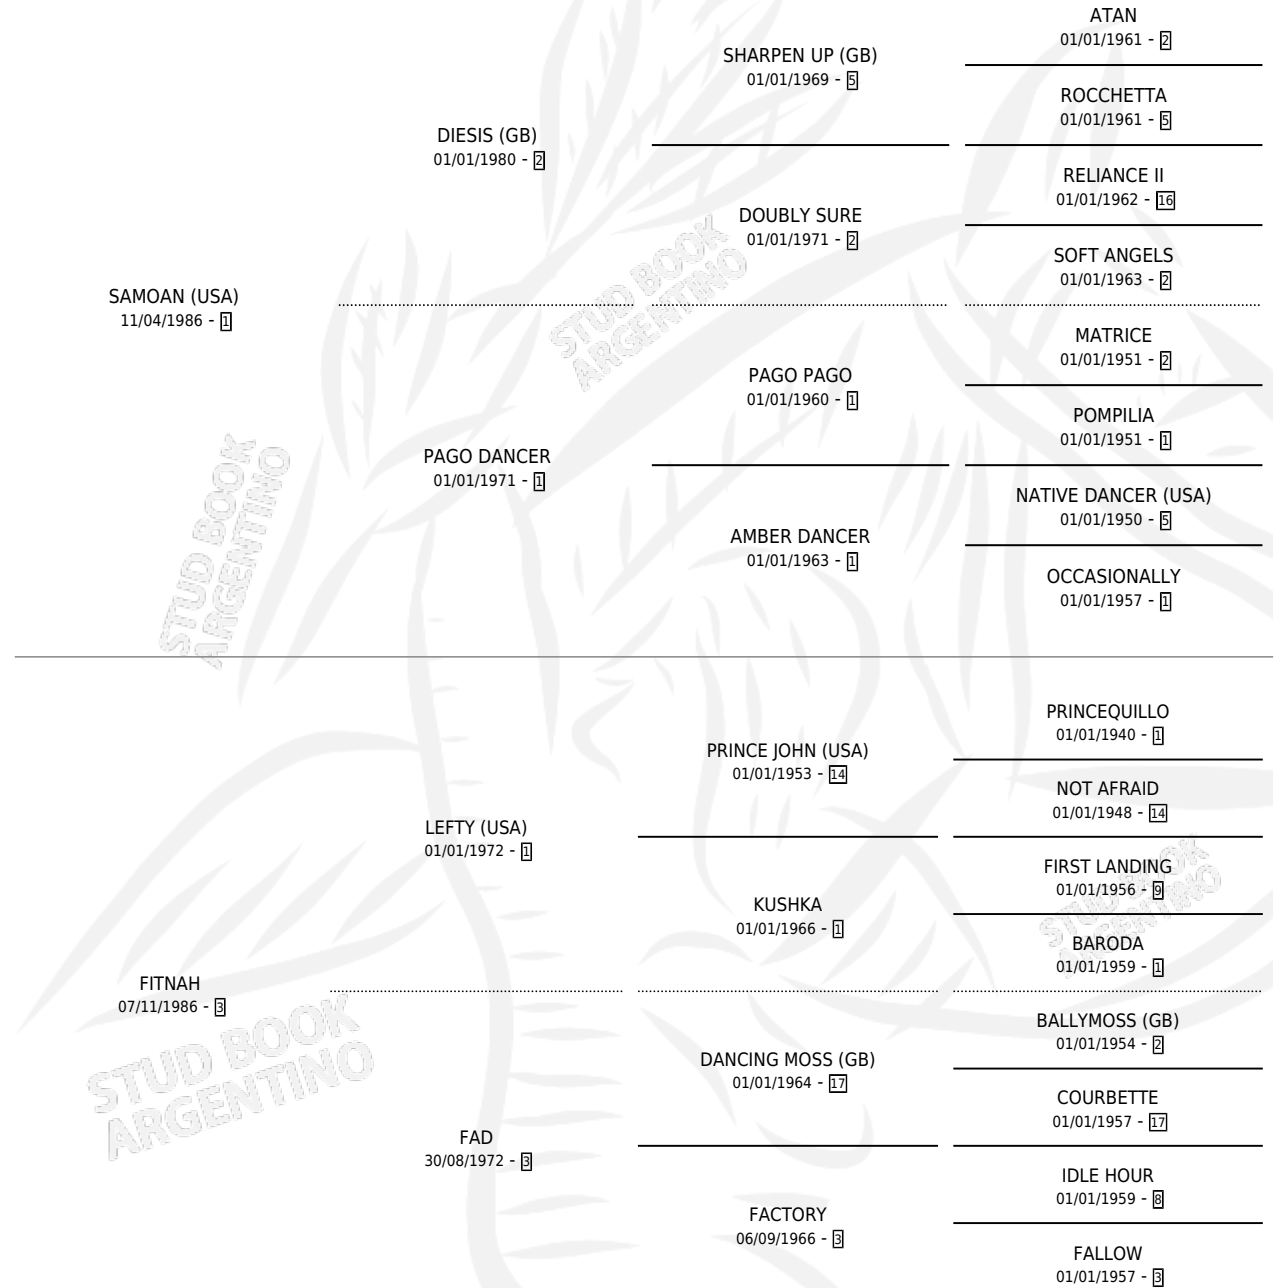 ATAN
01/01/1961 - 2
SHARPEN UP (GB)
01/01/1969 - 5
ROCCHETTA
01/01/1961 - 5
DIESIS (GB)
01/01/1980 - 2
RELIANCE II
01/01/1962 - 16
DOUBLY SURE
01/01/1971 - 2
SOFT ANGELS
01/01/1963 - 2
SAMOAN (USA)
11/04/1986 - 1
MATRICE
01/01/1951 - 2
PAGO PAGO
01/01/1960 - 1
POMPILIA
01/01/1951 - 1
PAGO DANCER
01/01/1971 - 1
NATIVE DANCER (USA)
01/01/1950 - 5
AMBER DANCER
01/01/1963 - 1
OCCASIONALLY
01/01/1957 - 1
PRINCEQUILLO
01/01/1940 - 1
PRINCE JOHN (USA)
01/01/1953 - 14
NOT AFRAID
01/01/1948 - 14
LEFTY (USA)
01/01/1972 - 1
FIRST LANDING
01/01/1956 - 9
KUSHKA
01/01/1966 - 1
BARODA
01/01/1959 - 1
FITNAH
07/11/1986 - 3
BALLYMOSS (GB)
01/01/1954 - 2
DANCING MOSS (GB)
01/01/1964 - 17
COURBETTE
01/01/1957 - 17
FAD
30/08/1972 - 3
IDLE HOUR
01/01/1959 - 8
FACTORY
06/09/1966 - 3
FALLOW
01/01/1957 - 3
STUD BOOK
ARGENTINO
STUD BOOK
ARGENTINO
STUD BOOK
ARGENTINO
STUD BOOK
ARGENTINO